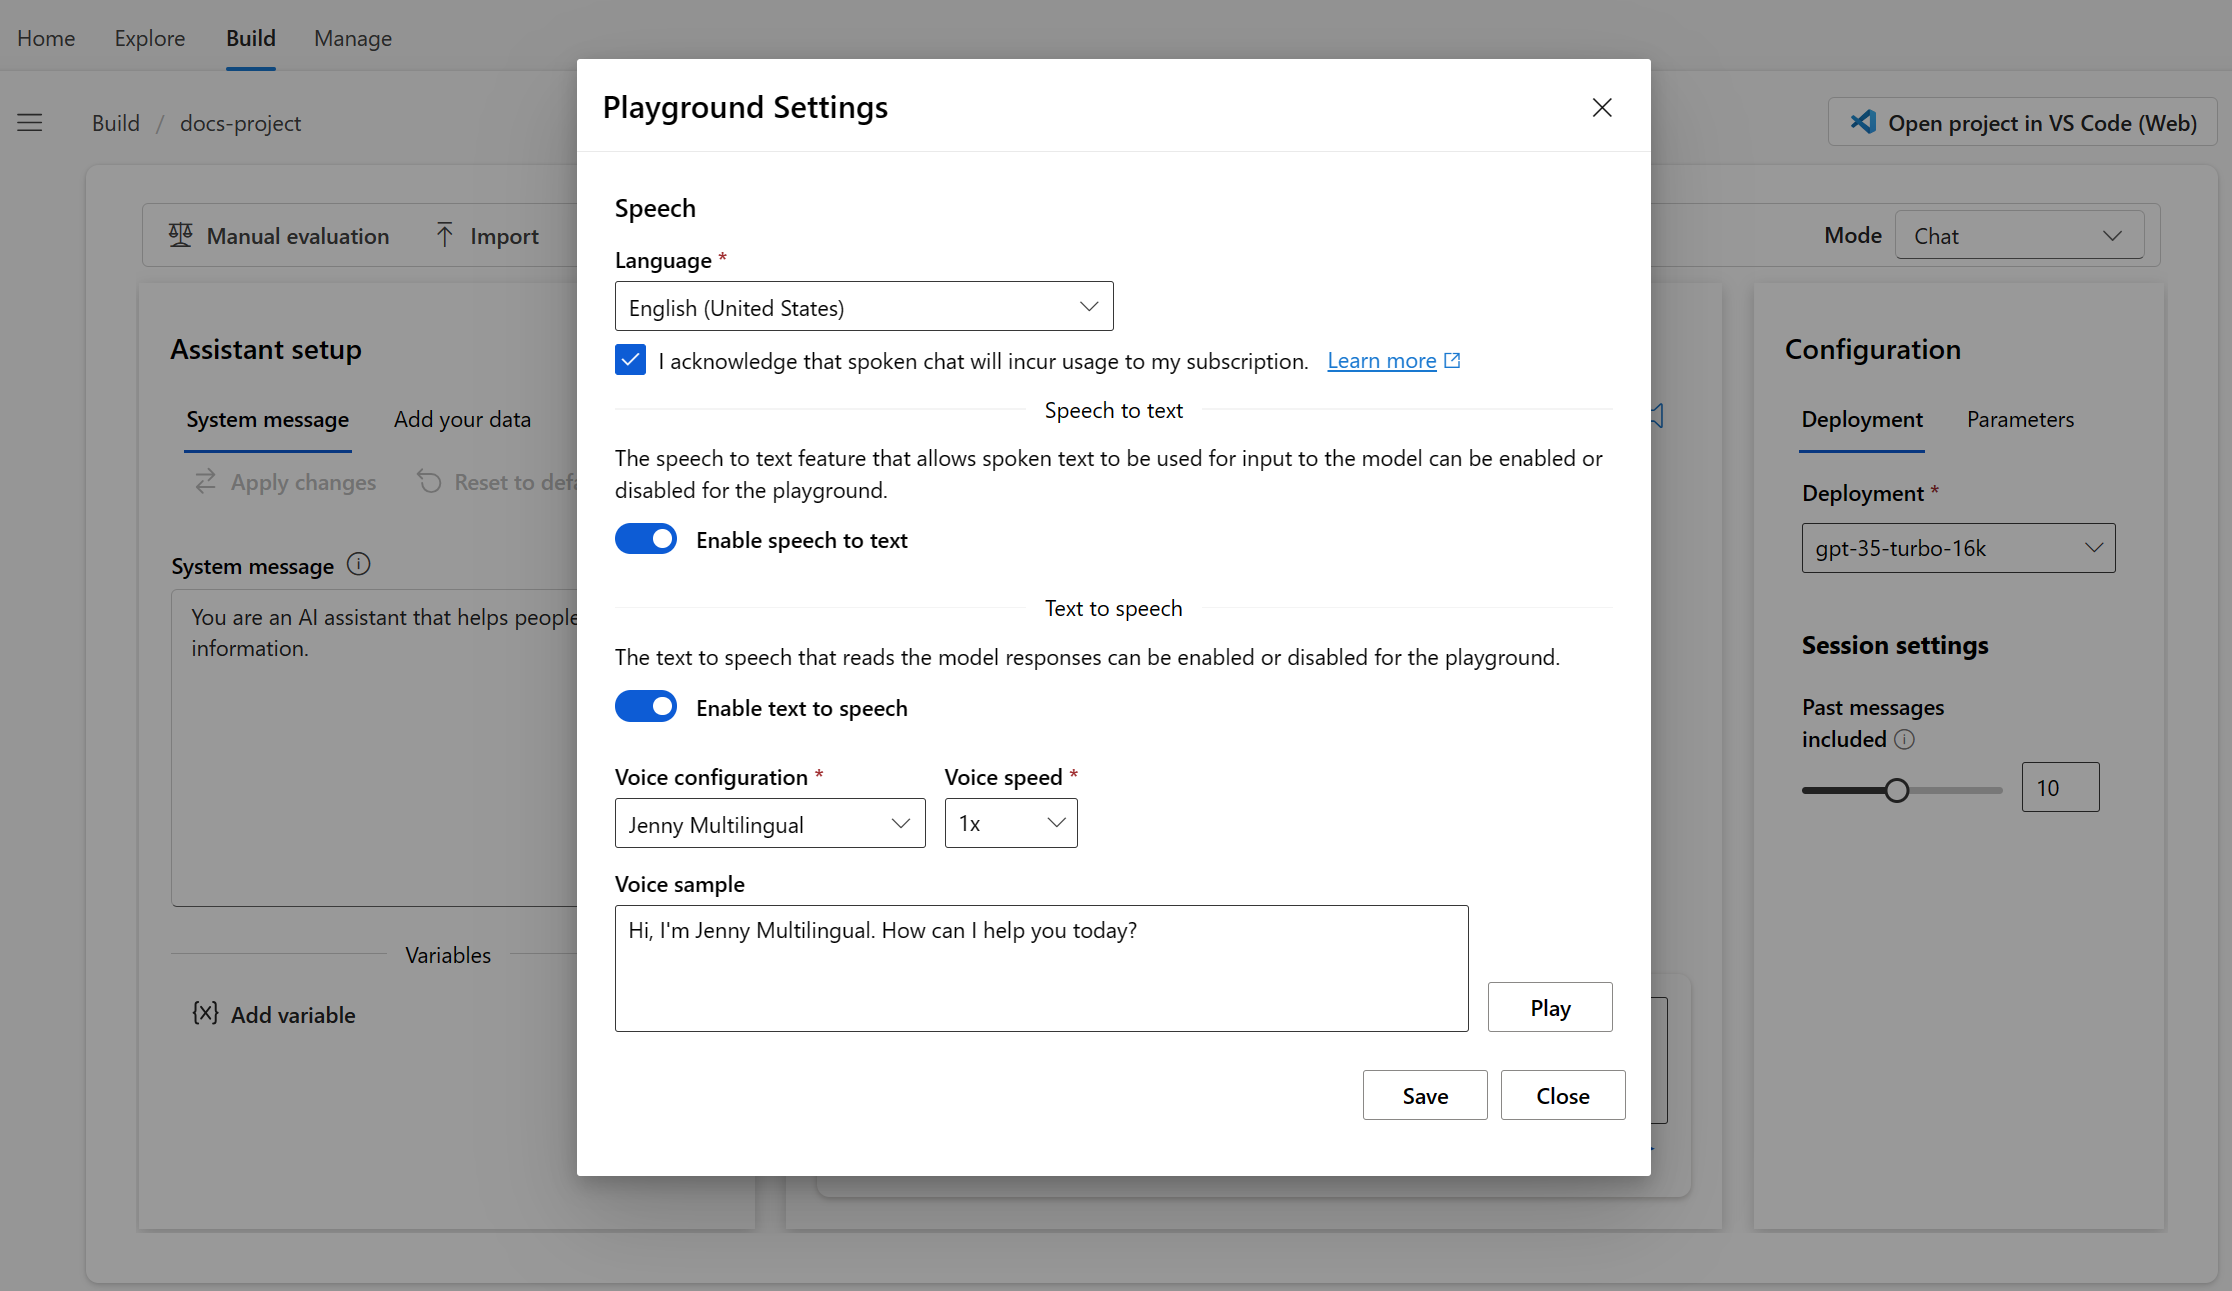 Home Explore Build Manage
Build / docs-project
Open project in VS Code (Web)
Manual evaluation Import
Mode Chat
Assistant setup
System message Add your data
Apply changes Reset to defa
System message
You are an AI assistant that helps people
information.
Variables
{x} Add variable
Playground Settings
Speech
Language *
English (United States)
I acknowledge that spoken chat will incur usage to my subscription. Learn more
Speech to text
The speech to text feature that allows spoken text to be used for input to the model can be enabled or
disabled for the playground.
Enable speech to text
Text to speech
The text to speech that reads the model responses can be enabled or disabled for the playground.
Enable text to speech
Voice configuration * Voice speed *
Jenny Multilingual 1x
Voice sample
Hi, I'm Jenny Multilingual. How can I help you today?
Play
Save Close
Configuration
Deployment Parameters
Deployment *
gpt-35-turbo-16k
Session settings
Past messages
included
10